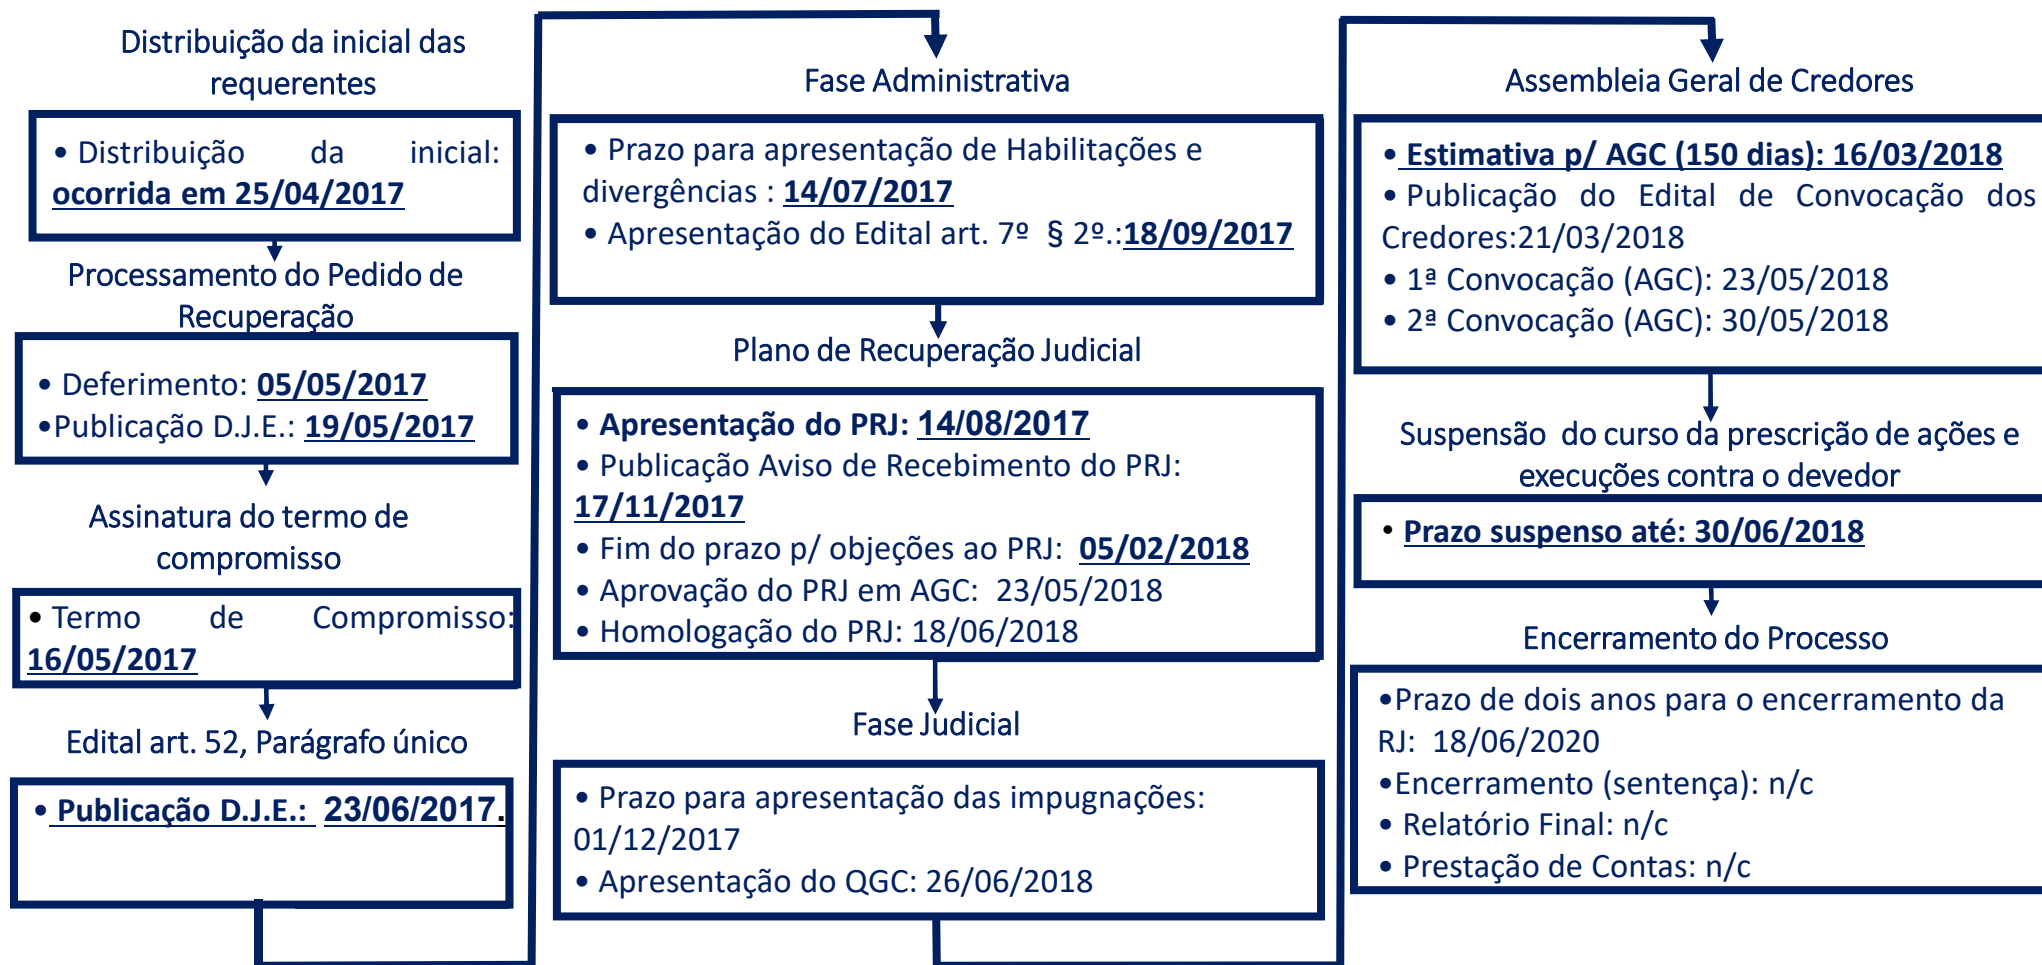 Distribuição da inicial das
requerentes
• Distribuição da inicial:
ocorrida em 25/04/2017
Processamento do Pedido de
Recuperação
• Deferimento: 05/05/2017
•Publicação D.J.E.: 19/05/2017
Assinatura do termo de
compromisso
• Termo de Compromisso:
16/05/2017
Edital art. 52, Parágrafo único
• Publicação D.J.E.: 23/06/2017.
Fase Administrativa
• Prazo para apresentação de Habilitações e
divergências : 14/07/2017
• Apresentação do Edital art. 7º § 2º.:18/09/2017
Plano de Recuperação Judicial
• Apresentação do PRJ: 14/08/2017
• Publicação Aviso de Recebimento do PRJ:
17/11/2017
• Fim do prazo p/ objeções ao PRJ: 05/02/2018
• Aprovação do PRJ em AGC: 23/05/2018
• Homologação do PRJ: 18/06/2018
Fase Judicial
• Prazo para apresentação das impugnações:
01/12/2017
• Apresentação do QGC: 26/06/2018
Assembleia Geral de Credores
• Estimativa p/ AGC (150 dias): 16/03/2018
• Publicação do Edital de Convocação dos
Credores:21/03/2018
• 1ª Convocação (AGC): 23/05/2018
• 2ª Convocação (AGC): 30/05/2018
Suspensão do curso da prescrição de ações e
execuções contra o devedor
• Prazo suspenso até: 30/06/2018
Encerramento do Processo
•Prazo de dois anos para o encerramento da
RJ: 18/06/2020
•Encerramento (sentença): n/c
• Relatório Final: n/c
• Prestação de Contas: n/c